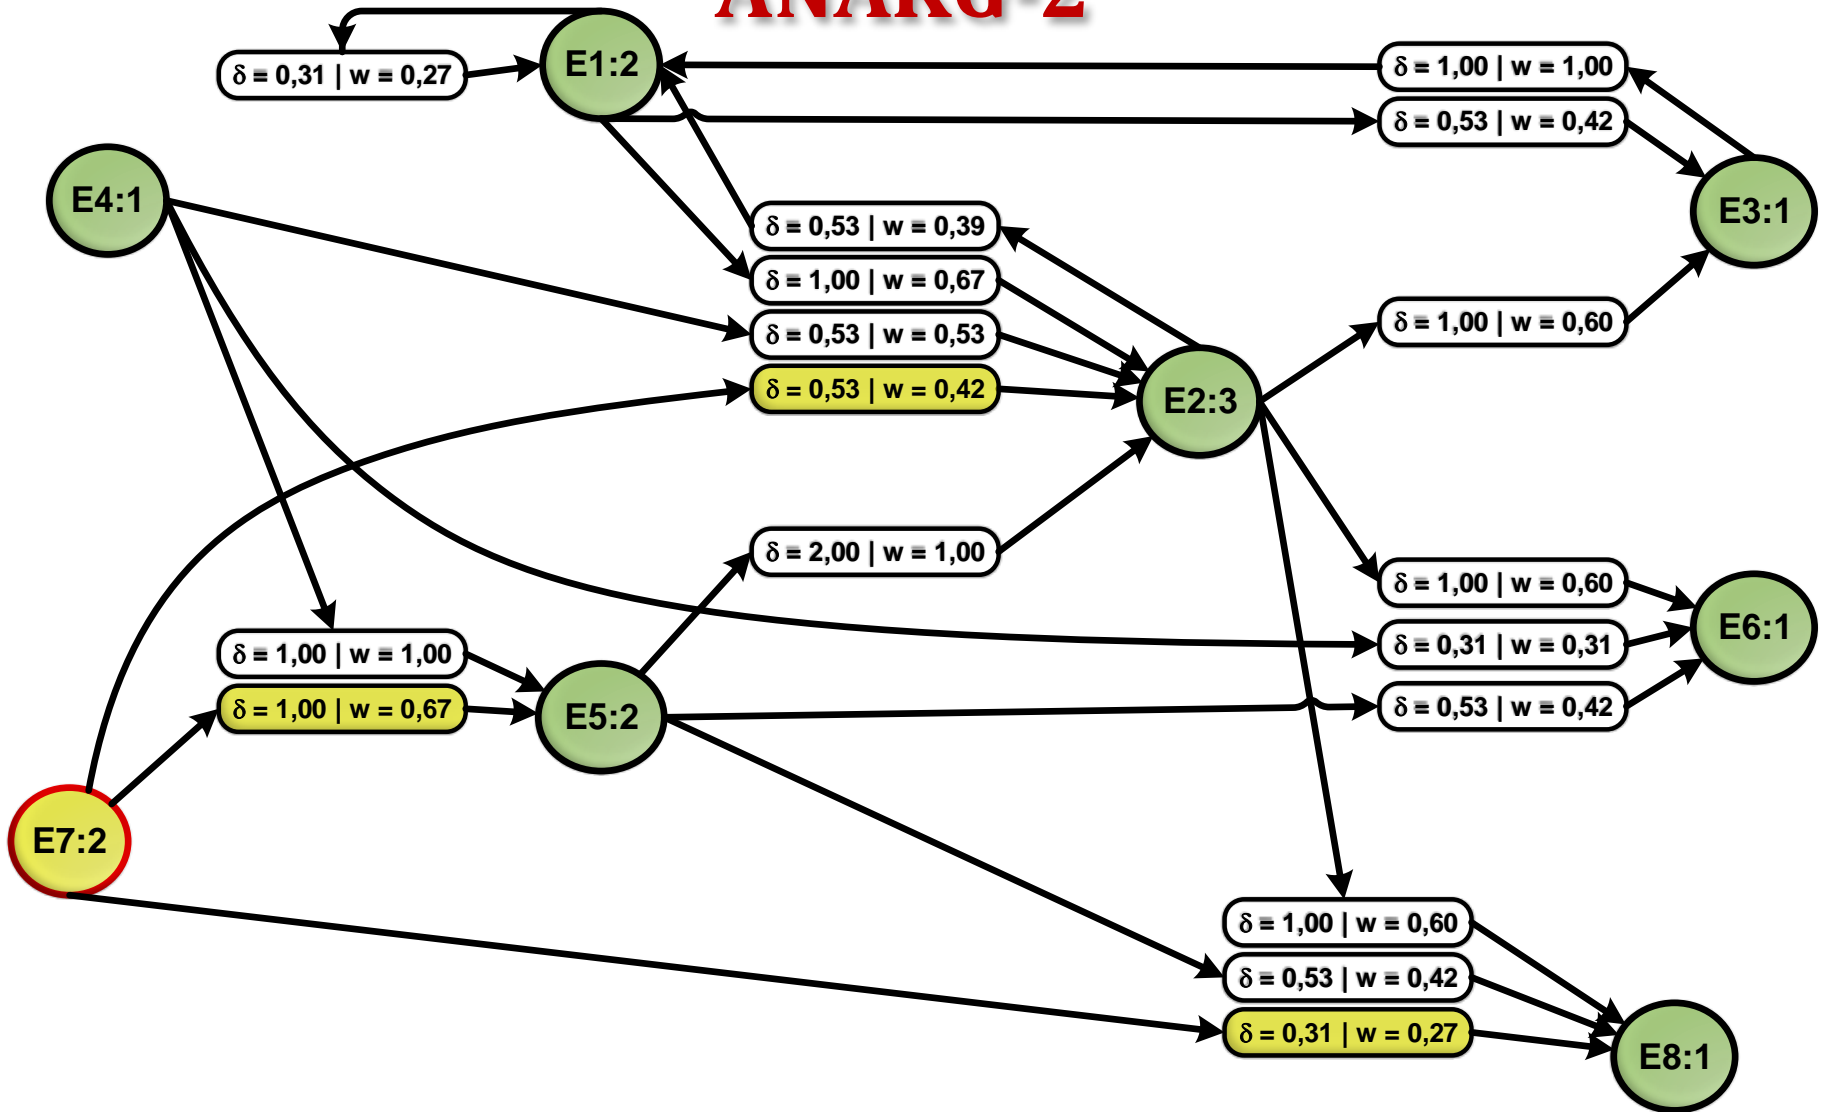 ANAKG-2
E1:2
δ = 0,31 | w = 0,27
δ = 1,00 | w = 1,00
δ = 0,53 | w = 0,42
E4:1
E3:1
δ = 0,53 | w = 0,39
δ = 1,00 | w = 0,67
δ = 0,53 | w = 0,53
δ = 0,53 | w = 0,42
δ = 1,00 | w = 0,60
E2:3
δ = 2,00 | w = 1,00
δ = 1,00 | w = 0,60
δ = 0,31 | w = 0,31
δ = 0,53 | w = 0,42
E6:1
δ = 1,00 | w = 1,00
δ = 1,00 | w = 0,67
E5:2
E7:2
δ = 1,00 | w = 0,60
δ = 0,53 | w = 0,42
δ = 0,31 | w = 0,27
E8:1